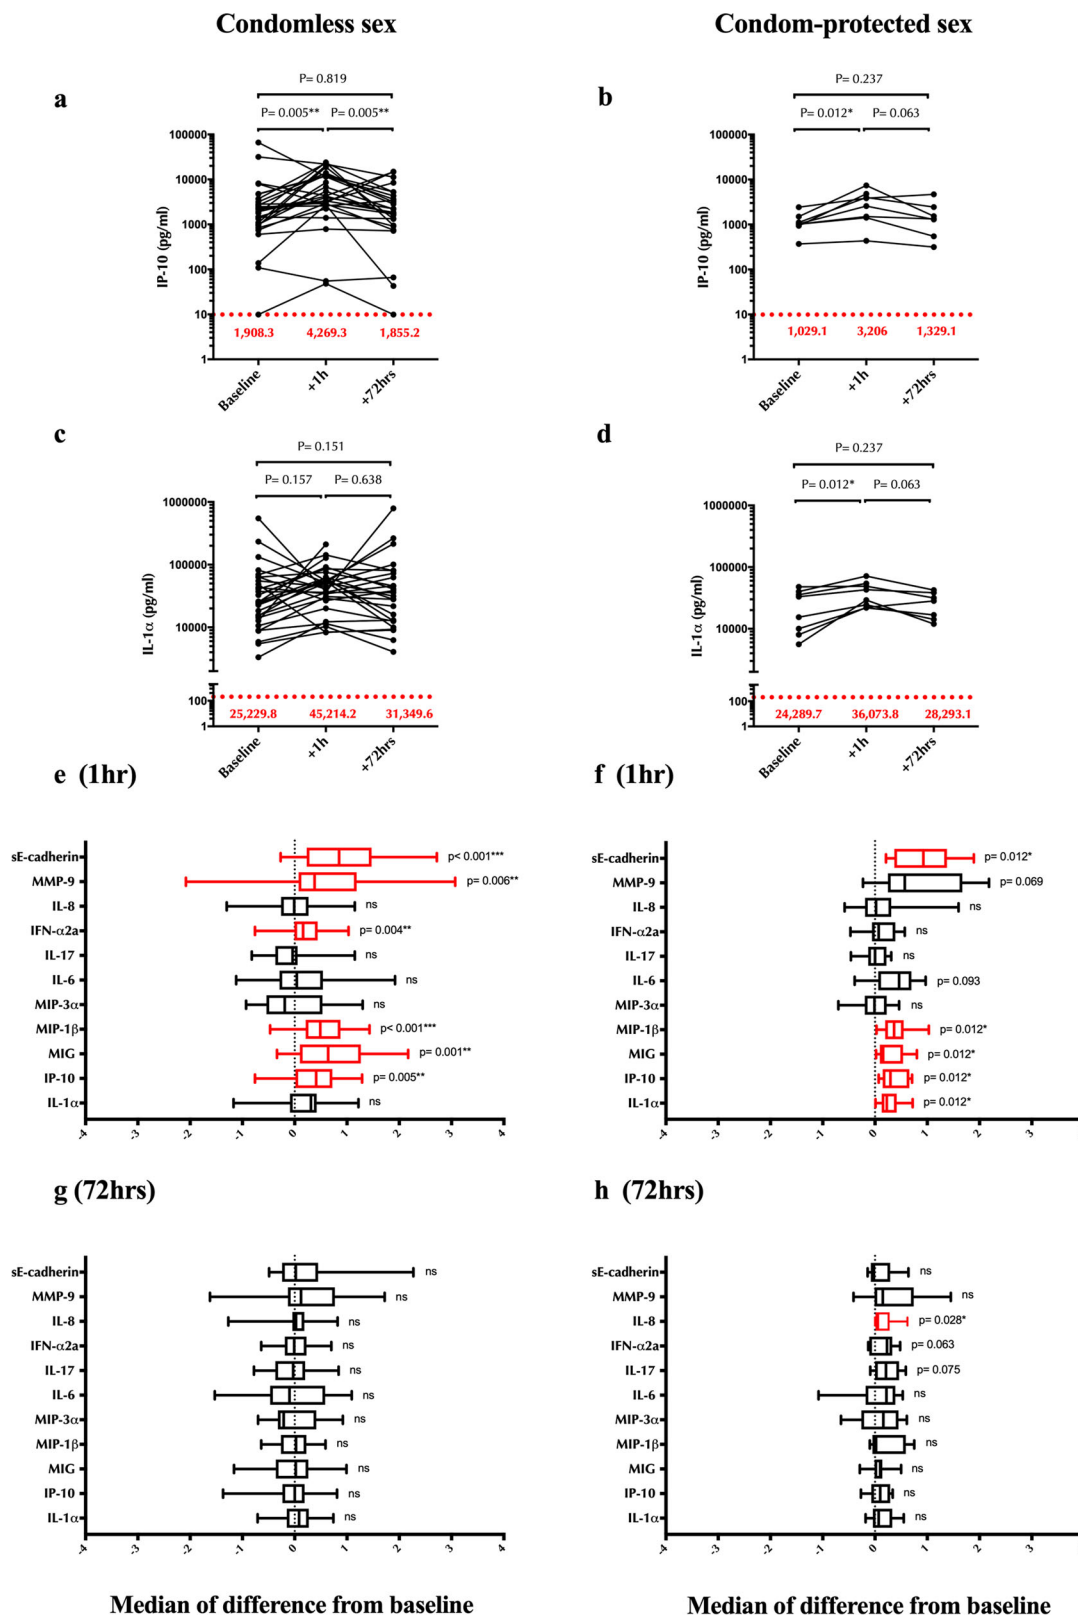 Condomless sex
Condom-protected sex
a
P= 0.819
P= 0.005**
P= 0.005**
IP-10 (pg/ml)
100000
10000
1000
100
10
1
1,908.3
4,269.3
1,855.2
Baseline
+1h
+72hrs
b
P= 0.237
P= 0.012*
P= 0.063
IP-10 (pg/ml)
100000
10000
1000
100
10
1
1,029.1
3,206
1,329.1
Baseline
+1h
+72hrs
c
P= 0.151
P= 0.157
P= 0.638
IL-1α (pg/ml)
1000000
100000
10000
100
1
25,229.8
45,214.2
31,349.6
Baseline
+1h
+72hrs
d
P= 0.237
P= 0.012*
P= 0.063
IL-1α (pg/ml)
1000000
100000
10000
100
1
24,289.7
36,073.8
28,293.1
Baseline
+1h
+72hrs
e (1hr)
sE-cadherin
p< 0.001***
MMP-9
p= 0.006**
IL-8
ns
IFN-α2a
p= 0.004**
IL-17
ns
IL-6
ns
MIP-3α
ns
MIP-1β
p< 0.001***
MIG
p= 0.001**
IP-10
p= 0.005**
IL-1α
ns
-4
-3
-2
-1
0
1
2
3
4
f (1hr)
sE-cadherin
p= 0.012*
MMP-9
p= 0.069
IL-8
ns
IFN-α2a
ns
IL-17
ns
IL-6
p= 0.093
MIP-3α
ns
MIP-1β
p= 0.012*
MIG
p= 0.012*
IP-10
p= 0.012*
IL-1α
p= 0.012*
-4
-3
-2
-1
0
1
2
3
4
g (72hrs)
sE-cadherin
ns
MMP-9
ns
IL-8
ns
IFN-α2a
ns
IL-17
ns
IL-6
ns
MIP-3α
ns
MIP-1β
ns
MIG
ns
IP-10
ns
IL-1α
ns
-4
-3
-2
-1
0
1
2
3
4
Median of difference from baseline
h (72hrs)
sE-cadherin
ns
MMP-9
ns
IL-8
p= 0.028*
IFN-α2a
p= 0.063
IL-17
p= 0.075
IL-6
ns
MIP-3α
ns
MIP-1β
ns
MIG
ns
IP-10
ns
IL-1α
ns
-4
-3
-2
-1
0
1
2
3
4
Median of difference from baseline